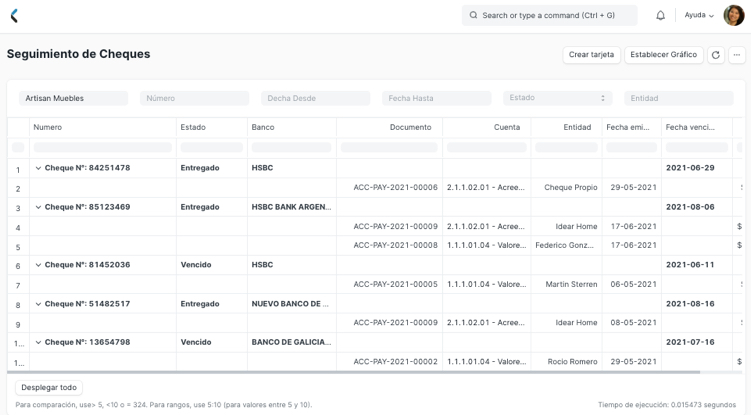 Search or type a command (Ctrl + G)
Ayuda
Seguimiento de Cheques
Crear tarjeta
Establecer Gráfico
...
Artisan Muebles
Número
Decha Desde
Fecha Hasta
Estado
Entidad
Numero Estado Banco Documento Cuenta Entidad Fecha emi... Fecha venci...
1 Cheque N°: 84251478 Entregado HSBC 2021-06-29
2 ACC-PAY-2021-00006 2.1.1.02.01 - Acree... Cheque Propio 29-05-2021
3 Cheque N°: 85123469 Entregado HSBC BANK ARGEN... 2021-08-06
4 ACC-PAY-2021-00009 2.1.1.02.01 - Acree... Idear Home 17-06-2021 $
5 ACC-PAY-2021-00008 1.1.1.01.04 - Valore... Federico Gonz... 17-06-2021 $
6 Cheque N°: 81452036 Vencido HSBC 2021-06-11
7 ACC-PAY-2021-00005 1.1.1.01.04 - Valore... Martin Sterren 06-05-2021
8 Cheque N°: 51482517 Entregado NUEVO BANCO DE ... 2021-08-16
9 ACC-PAY-2021-00009 2.1.1.02.01 - Acree... Idear Home 08-05-2021
1... Cheque N°: 13654798 Vencido BANCO DE GALICIA... 2021-07-16
1... ACC-PAY-2021-00002 1.1.1.01.04 - Valore... Rocio Romero 29-05-2021
Desplegar todo
Para comparación, use> 5, <10 o = 324. Para rangos, use 5:10 (para valores entre 5 y 10).
Tiempo de ejecución: 0.015473 segundos